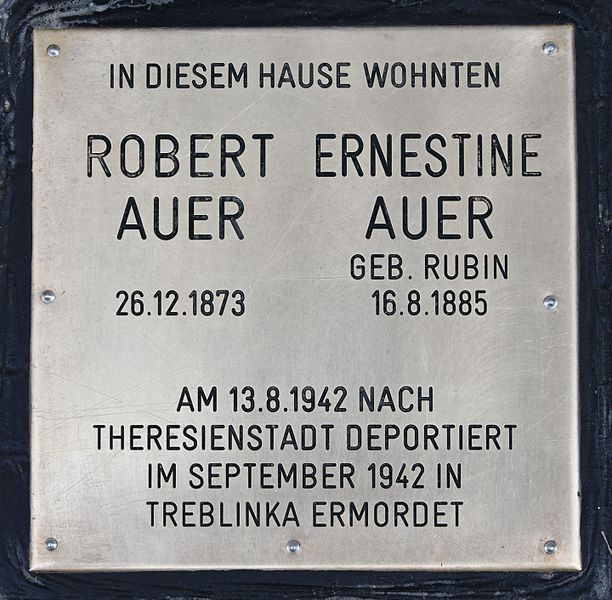 IN DIESEM HAUSE WOHNTEN
ROBERT ERNESTINE
AUER AUER
GEB. RUBIN
26.12.1873 16.8.1885
AM 13.8.1942 NACH
THERESIENSTADT DEPORTIERT
IM SEPTEMBER 1942 IN
TREBLINKA ERMORDET